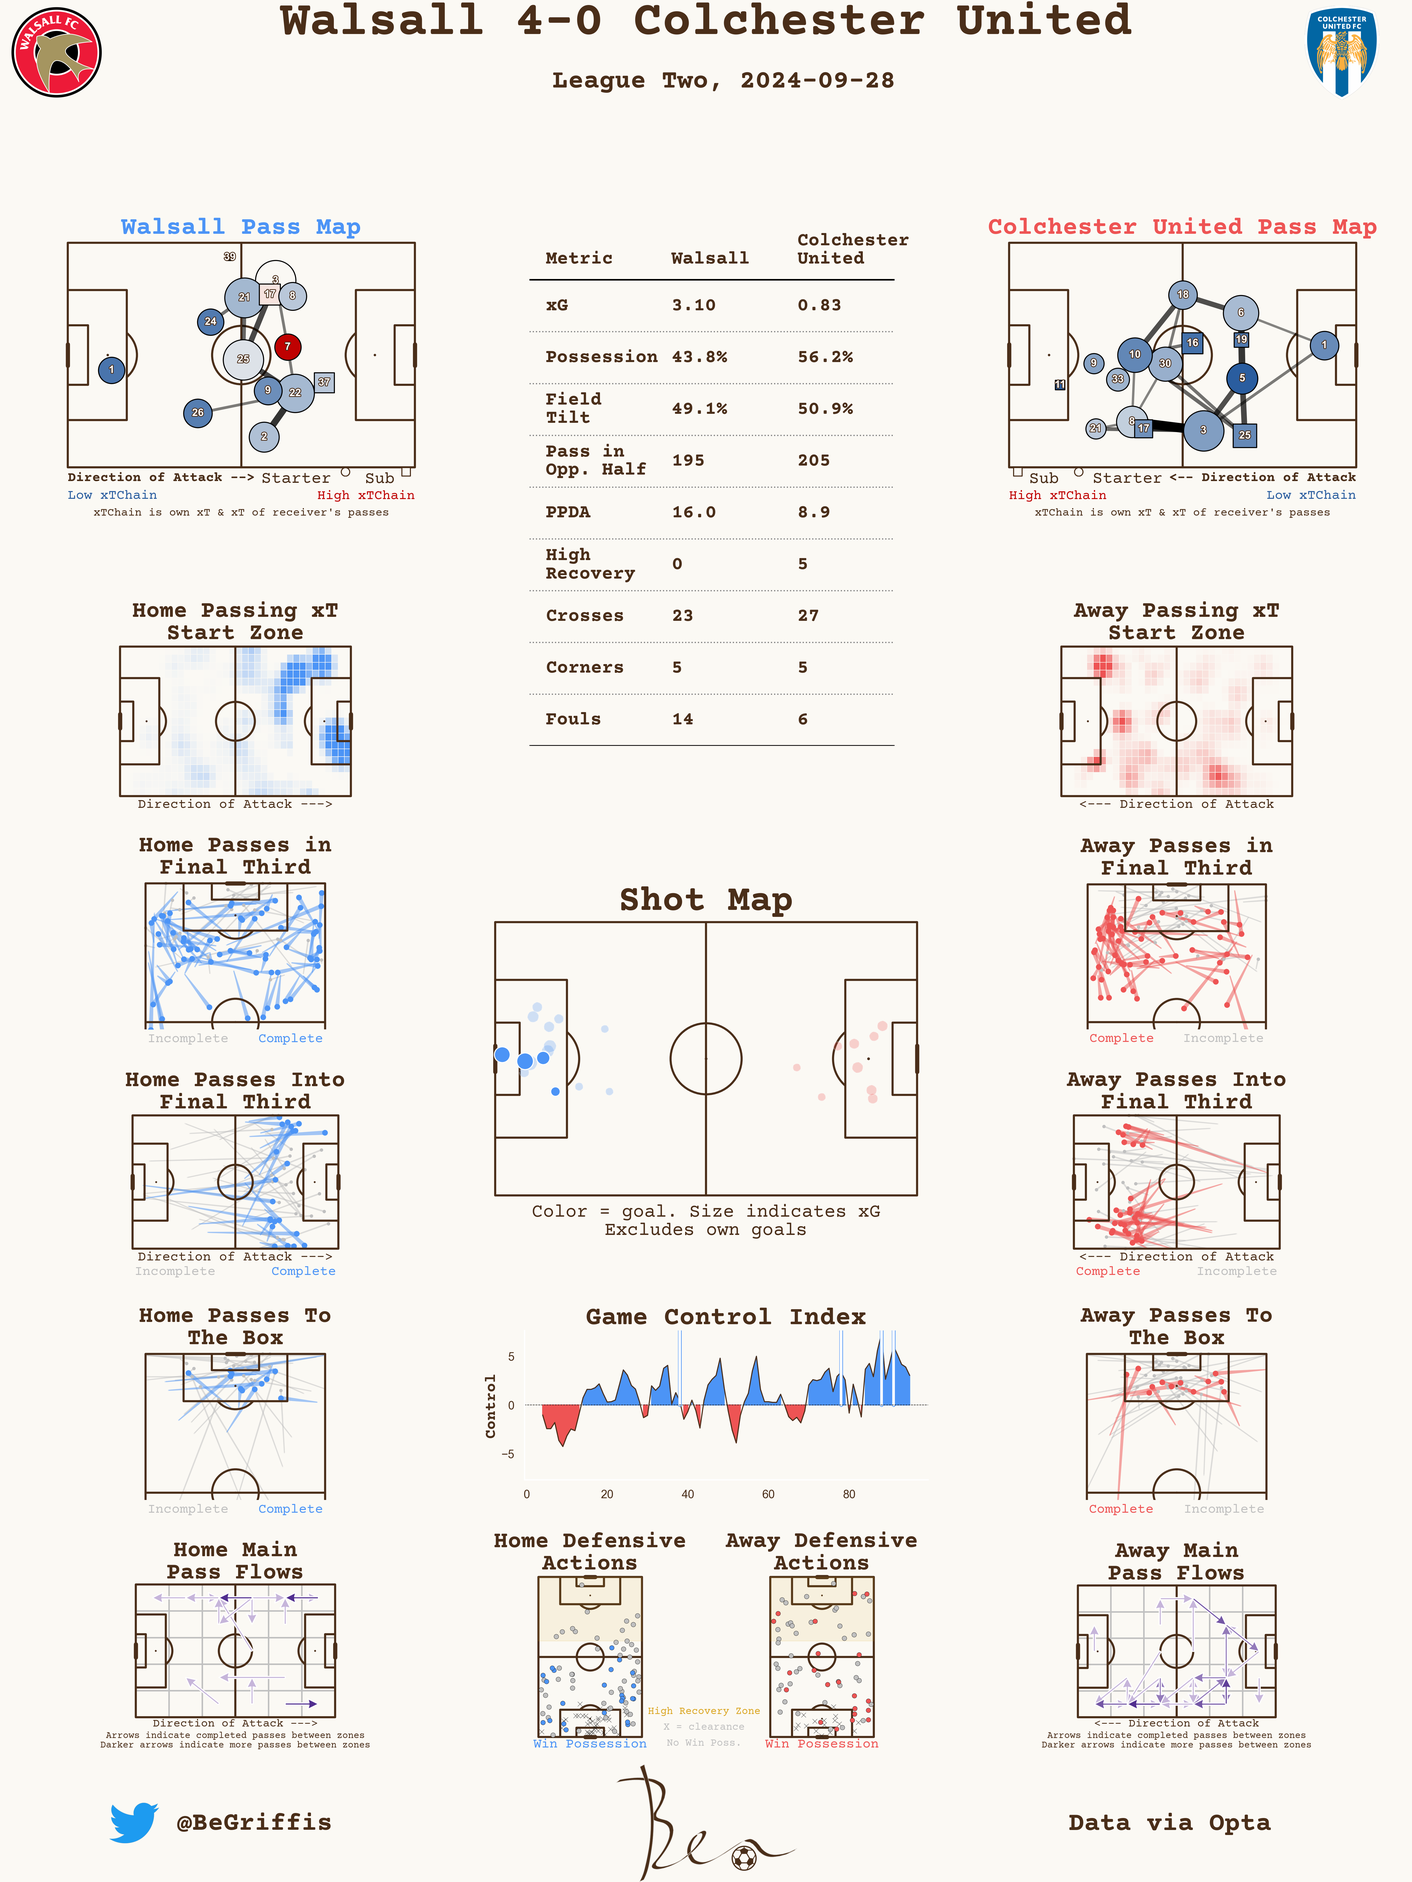 Walsall 4-0 Colchester United
League Two, 2024-09-28
WALSALL FC
COLCHESTER
UNITED FC
Walsall Pass Map
39
3
21
17
8
24
7
25
1
37
9
22
26
2
Direction of Attack --> Starter Sub
Low xTChain High xTChain
xTChain is own xT & xT of receiver's passes
Metric Walsall Colchester United
xG 3.10 0.83
Possession 43.8% 56.2%
Field
Tilt 49.1% 50.9%
Pass in
Opp. Half 195 205
PPDA 16.0 8.9
High
Recovery 0 5
Crosses 23 27
Corners 5 5
Fouls 14 6
Colchester United Pass Map
18
6
16
19
1
10
9
30
33
11
5
8
21
17
3
25
Sub Starter <-- Direction of Attack
High xTChain Low xTChain
xTChain is own xT & xT of receiver's passes
Home Passing xT
Start Zone
Direction of Attack --->
Away Passing xT
Start Zone
<--- Direction of Attack
Home Passes in
Final Third
Incomplete Complete
Away Passes in
Final Third
Complete Incomplete
Shot Map
Color = goal. Size indicates xG
Excludes own goals
Home Passes Into
Final Third
Direction of Attack --->
Incomplete Complete
Away Passes Into
Final Third
<--- Direction of Attack
Complete Incomplete
Home Passes To
The Box
Incomplete Complete
Game Control Index
Control
5
0
−5
0 20 40 60 80
Away Passes To
The Box
Complete Incomplete
Home Main
Pass Flows
Direction of Attack --->
Arrows indicate completed passes between zones
Darker arrows indicate more passes between zones
Home Defensive
Actions
Win Possession
High Recovery Zone
X = clearance
No Win Poss.
Away Defensive
Actions
Win Possession
Away Main
Pass Flows
<--- Direction of Attack
Arrows indicate completed passes between zones
Darker arrows indicate more passes between zones
@BeGriffis
Ben
Data via Opta